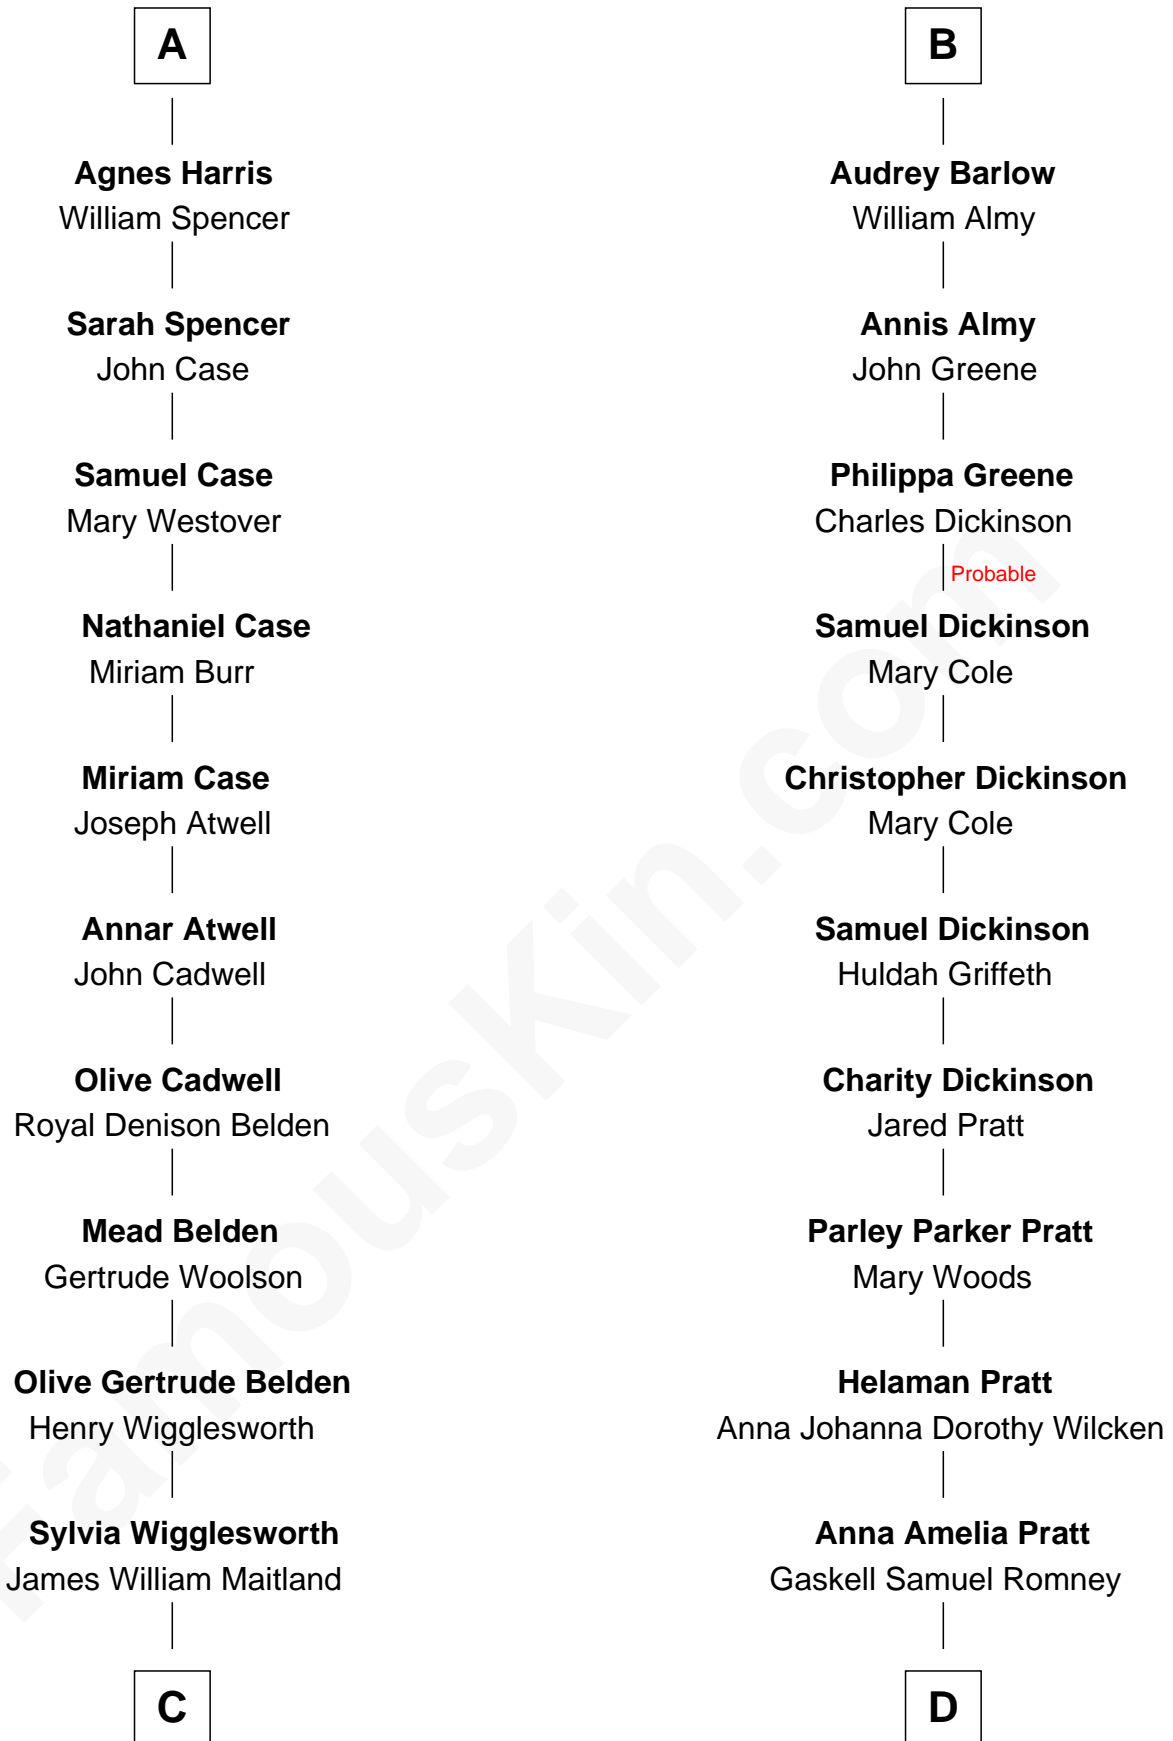 A
Agnes Harris
William Spencer
Sarah Spencer
John Case
Samuel Case
Mary Westover
Nathaniel Case
Miriam Burr
Miriam Case
Joseph Atwell
Annar Atwell
John Cadwell
Olive Cadwell
Royal Denison Belden
Mead Belden
Gertrude Woolson
Olive Gertrude Belden
Henry Wigglesworth
Sylvia Wigglesworth
James William Maitland
C
B
Audrey Barlow
William Almy
Annis Almy
John Greene
Philippa Greene
Charles Dickinson
Probable
Samuel Dickinson
Mary Cole
Christopher Dickinson
Mary Cole
Samuel Dickinson
Huldah Griffeth
Charity Dickinson
Jared Pratt
Parley Parker Pratt
Mary Woods
Helaman Pratt
Anna Johanna Dorothy Wilcken
Anna Amelia Pratt
Gaskell Samuel Romney
D
FamousKin.com